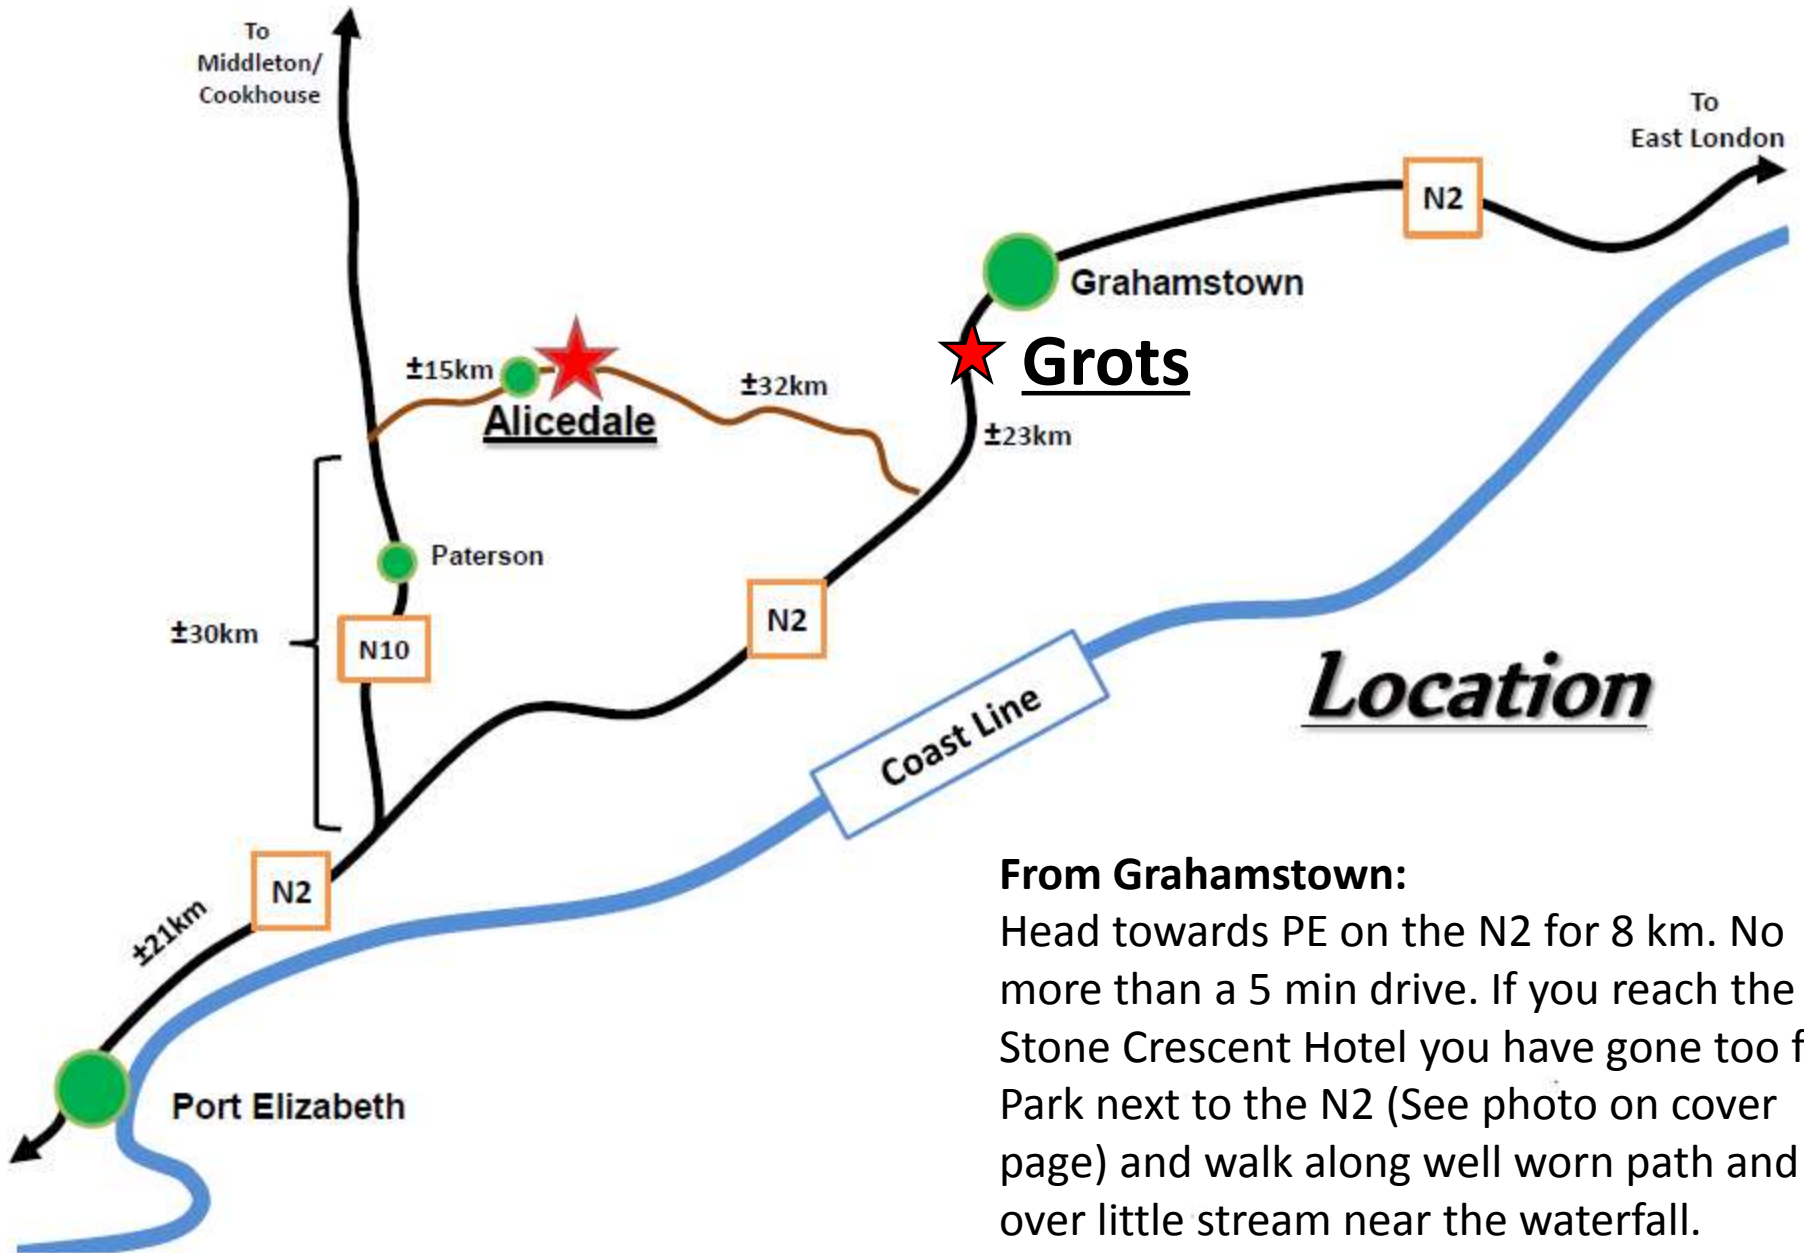 To
Middleton/
Cookhouse
To
East London
N2
Grahamstown
Grots
±15km
±32km
Alicedale
±23km
Paterson
±30km
N10
N2
Location
Coast Line
N2
±21km
Port Elizabeth
From Grahamstown:
Head towards PE on the N2 for 8 km. No
more than a 5 min drive. If you reach the
Stone Crescent Hotel you have gone too f
Park next to the N2 (See photo on cover
page) and walk along well worn path and
over little stream near the waterfall.